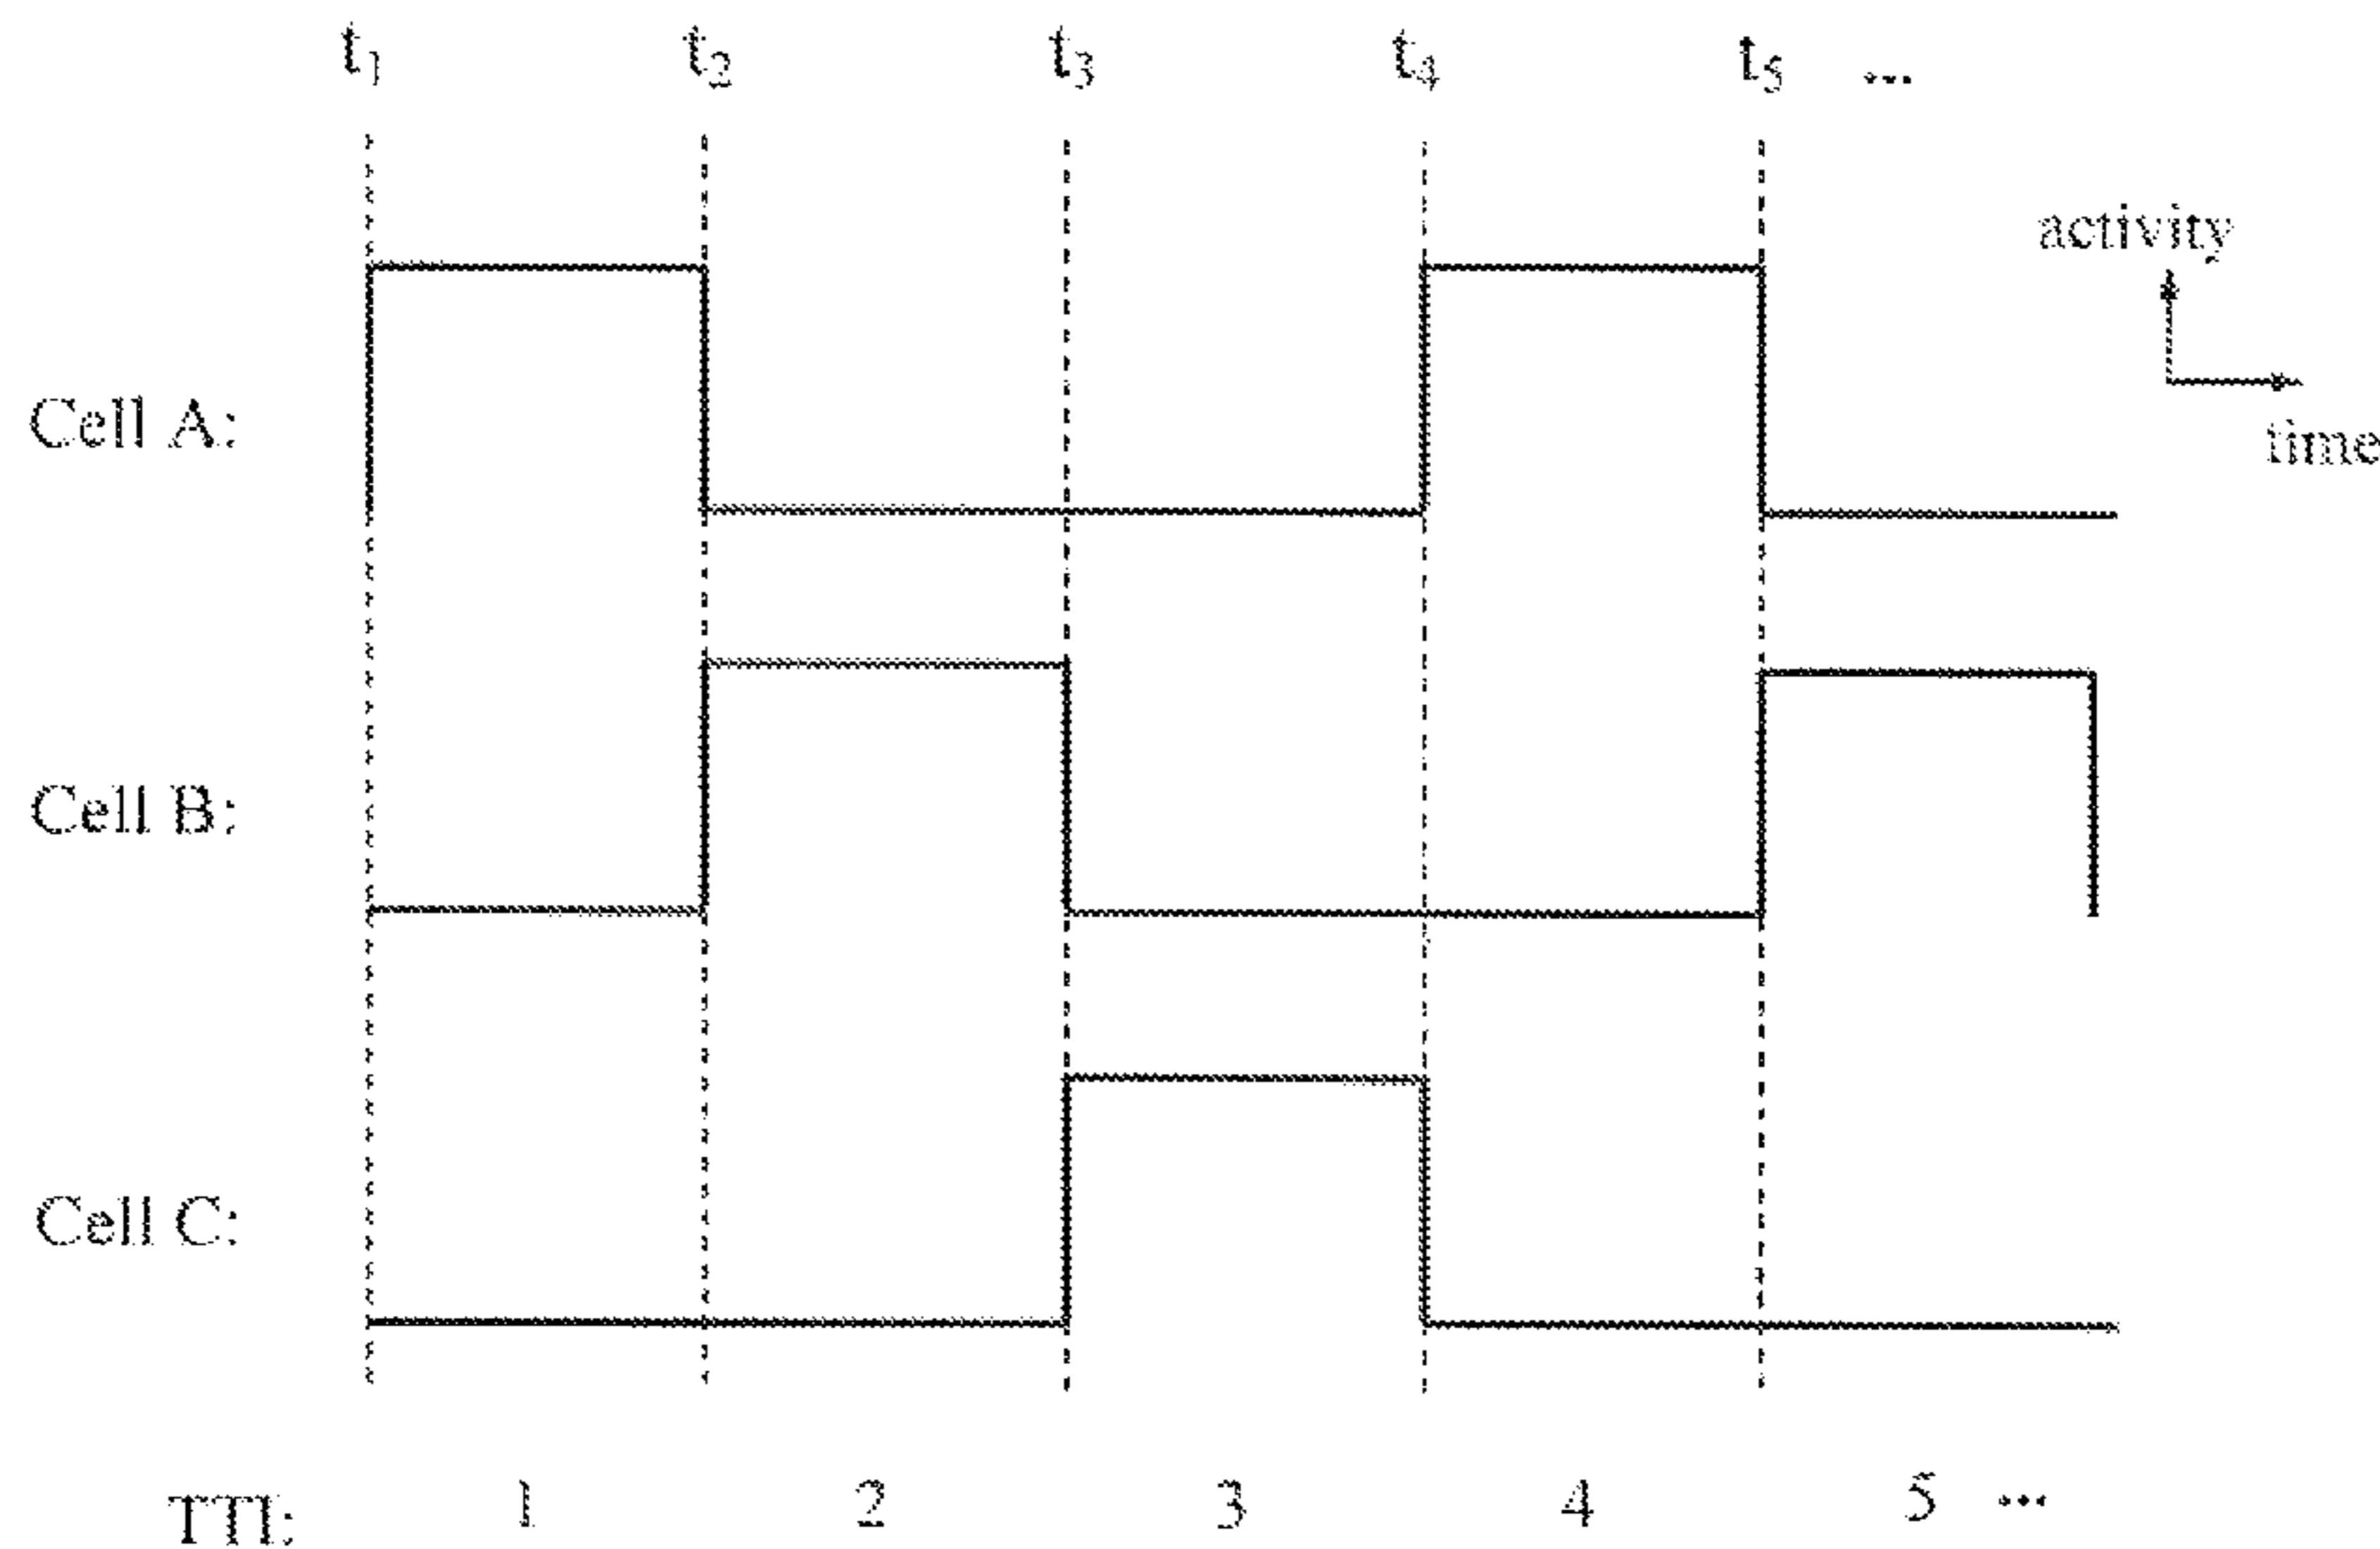 t1 t2 t3 t4 t5 ...
activity
Cell A:
time
Cell B:
Cell C:
TTI: 1 2 3 4 5 ...